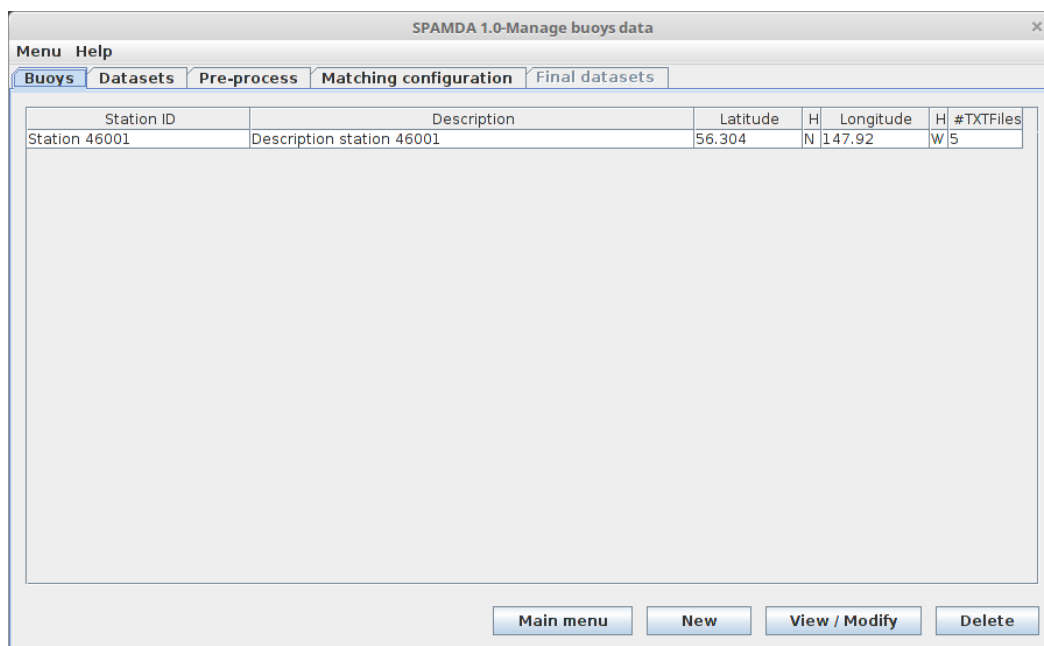 SPAMDA 1.0-Manage buoys data ×
Menu Help
Buoys Datasets Pre-process Matching configuration Final datasets
Station ID Description Latitude H Longitude H #TXTFiles
Station 46001 Description station 46001 56.304 N 147.92 W 5
Main menu New View / Modify Delete